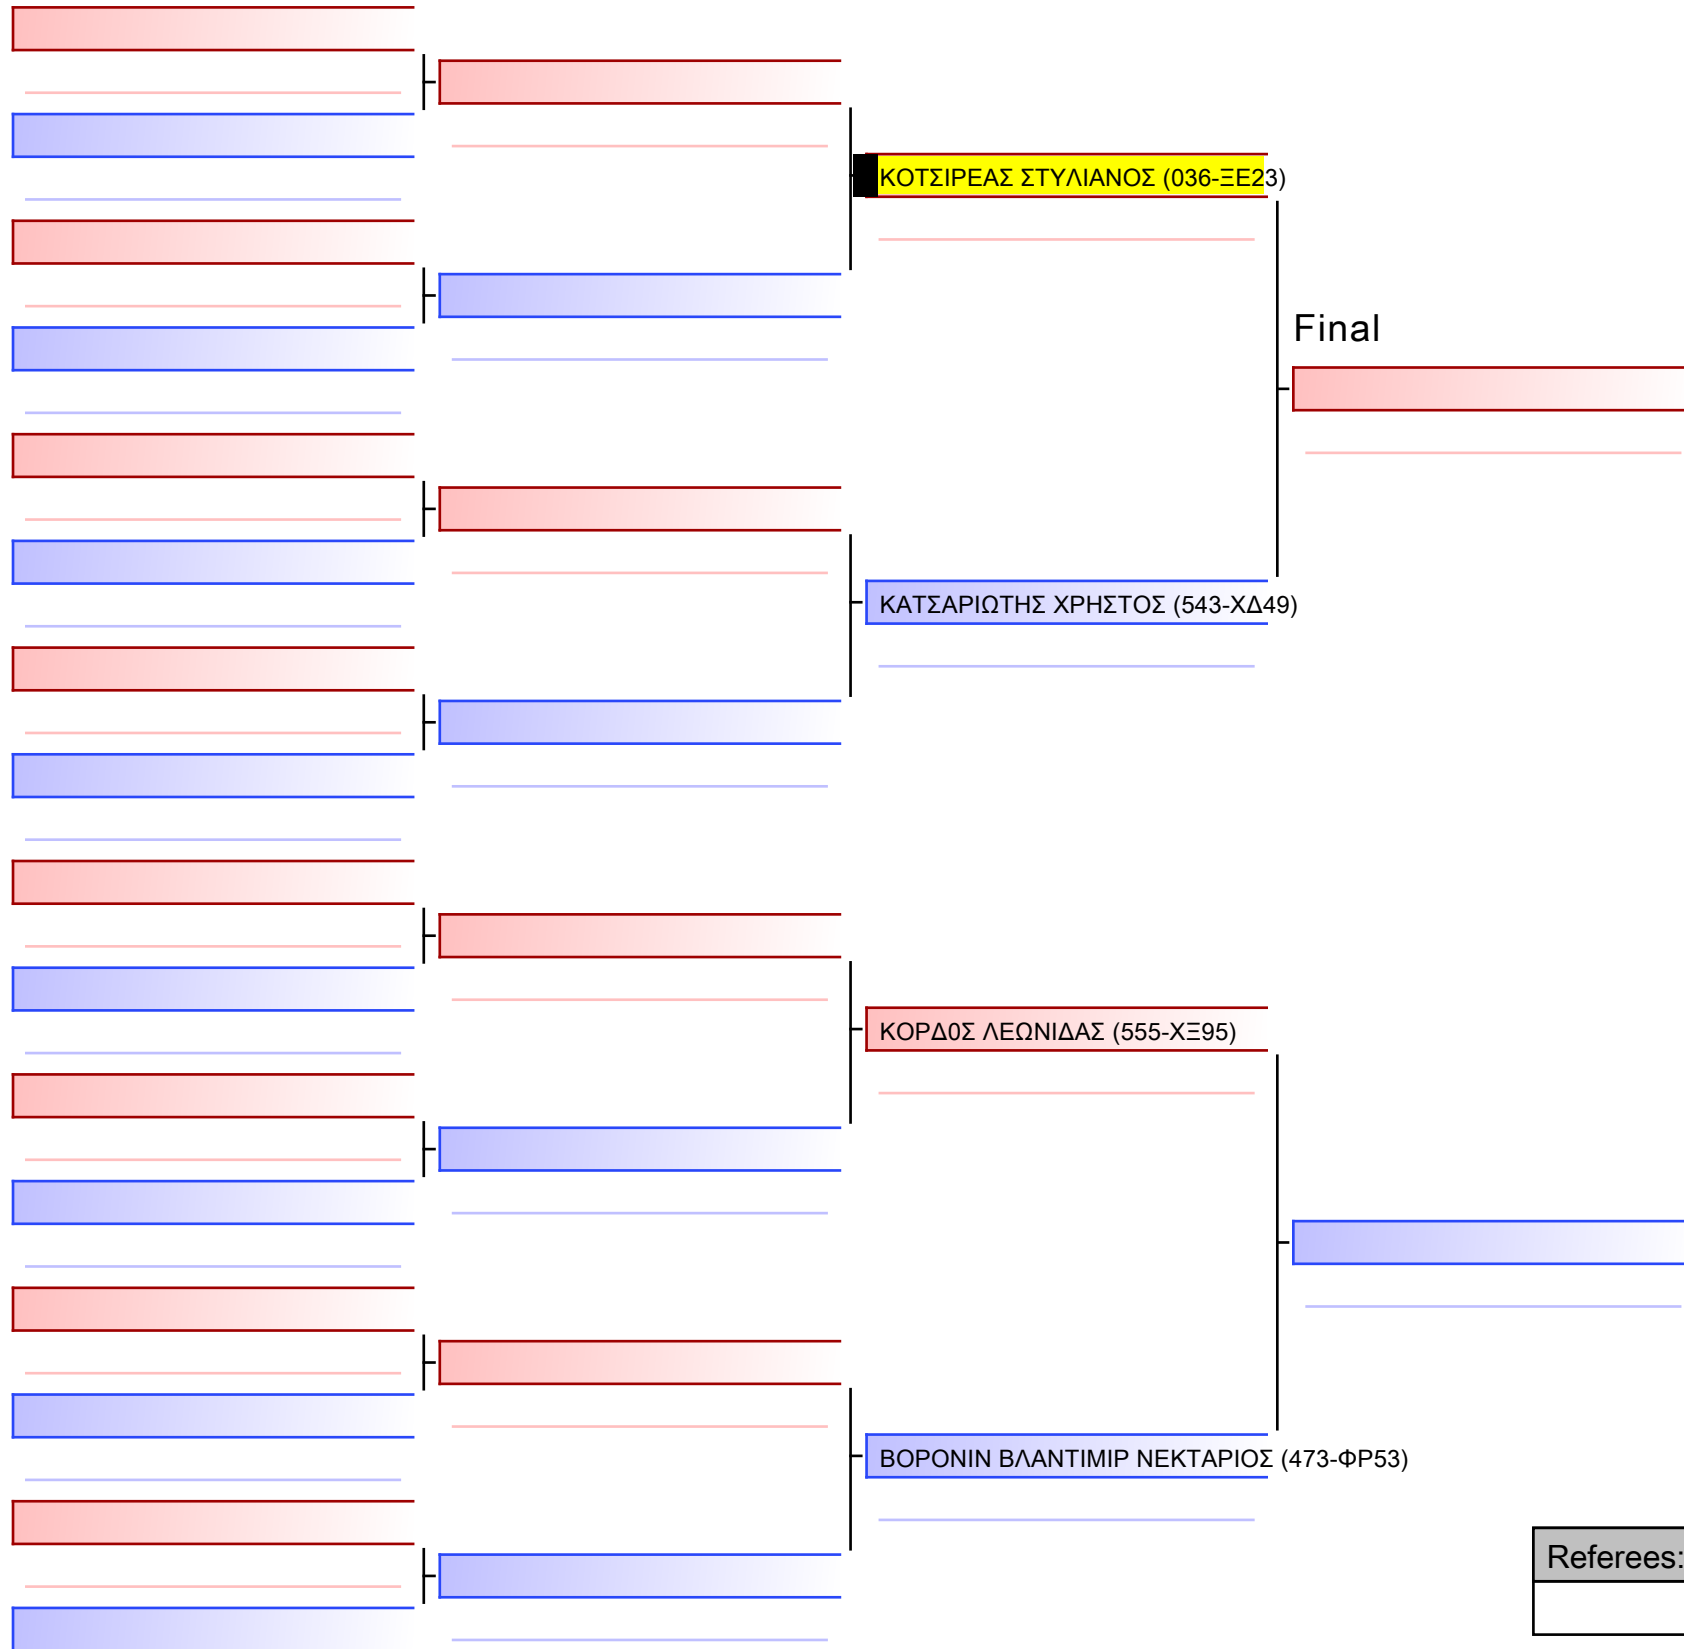 ΚΟΤΣΙΡΕΑΣ ΣΤΥΛΙΑΝΟΣ (036-ΞΕ23)
Final
ΚΑΤΣΑΡΙΩΤΗΣ ΧΡΗΣΤΟΣ (543-ΧΔ49)
ΚΟΡΔ0Σ ΛΕΩΝΙΔΑΣ (555-ΧΞ95)
ΒΟΡΟΝΙΝ ΒΛΑΝΤΙΜΙΡ ΝΕΚΤΑΡΙΟΣ (473-ΦΡ53)
Referees: